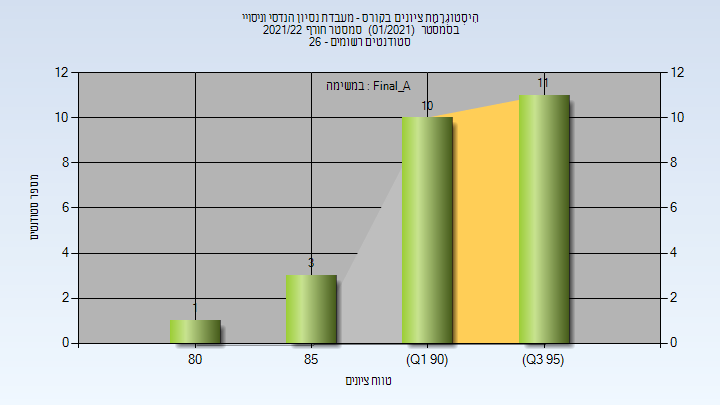 היסטוגרמת ציונים בקורס - מעבדת נסיון הנדסי וניסויי
בסמסטר (01/2021) סמסטר חורף 2021/22
סטודנטים רשומים - 26
במשימה : Final_A
12 12
10 10
8 8
6 6
4 4
2 2
0 0
1 3 10 11
מספר סטודנטים
80 85 (Q1 90) (Q3 95)
טווח ציונים